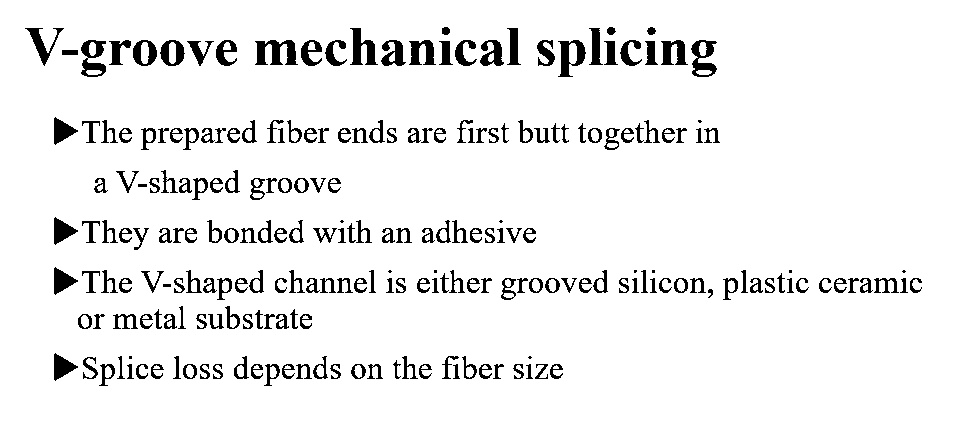 V-groove mechanical splicing
▶The prepared fiber ends are first butt together in
a V-shaped groove
▶They are bonded with an adhesive
▶The V-shaped channel is either grooved silicon, plastic ceramic
or metal substrate
▶Splice loss depends on the fiber size